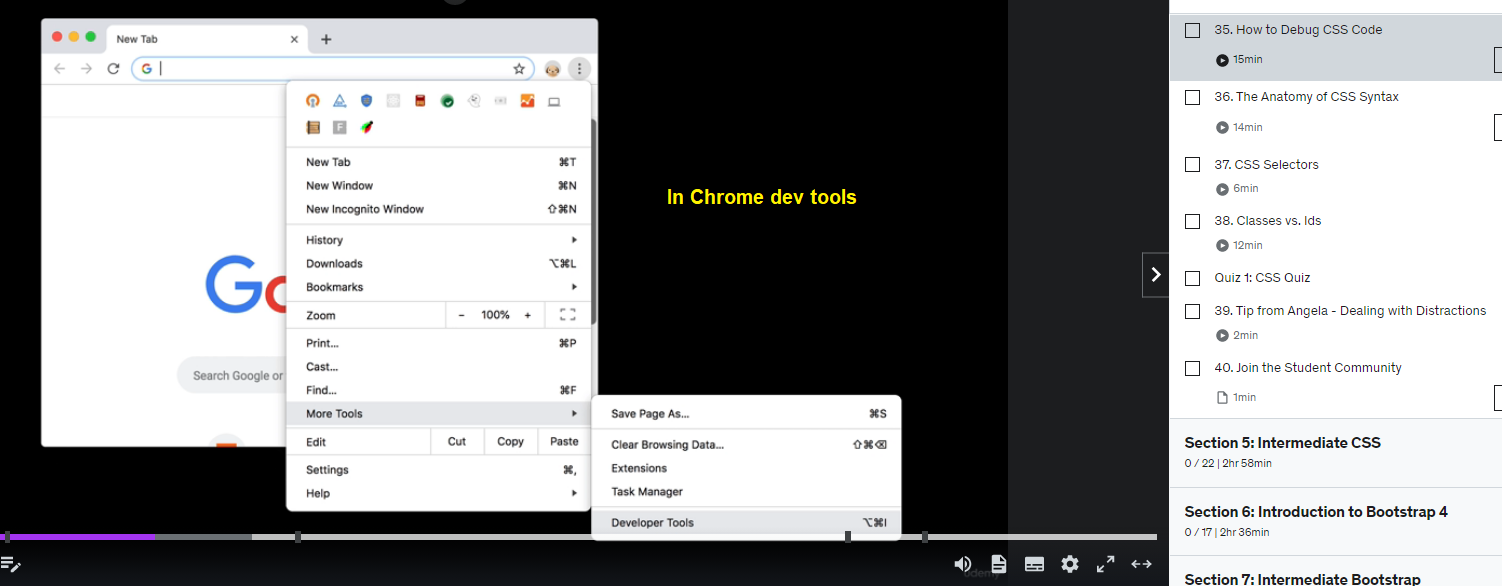 New Tab
New Tab ⌘T
New Window ⌘N
New Incognito Window ⇧⌘N
History
Downloads ⌥⌘L
Bookmarks
Zoom - 100% +
Print... ⌘P
Cast...
Find... ⌘F
More Tools
Edit Cut Copy Paste
Settings ⌘,
Help
Search Google or
Save Page As... ⌘S
Clear Browsing Data... ⇧⌘⌫
Extensions
Task Manager
Developer Tools ⌥⌘I
In Chrome dev tools
udemy
35. How to Debug CSS Code
15min
36. The Anatomy of CSS Syntax
14min
37. CSS Selectors
6min
38. Classes vs. Ids
12min
Quiz 1: CSS Quiz
39. Tip from Angela - Dealing with Distractions
2min
40. Join the Student Community
1min
Section 5: Intermediate CSS
0 / 22 | 2hr 58min
Section 6: Introduction to Bootstrap 4
0 / 17 | 2hr 36min
Section 7: Intermediate Bootstrap